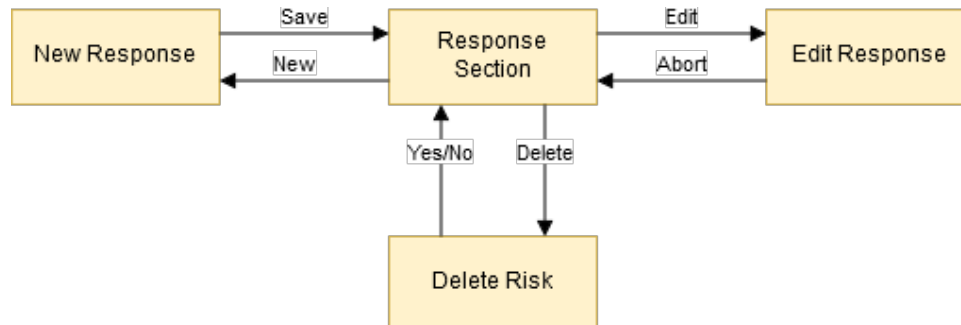 Save
Edit
New Response
Response
Section
Edit Response
New
Abort
Yes/No
Delete
Delete Risk